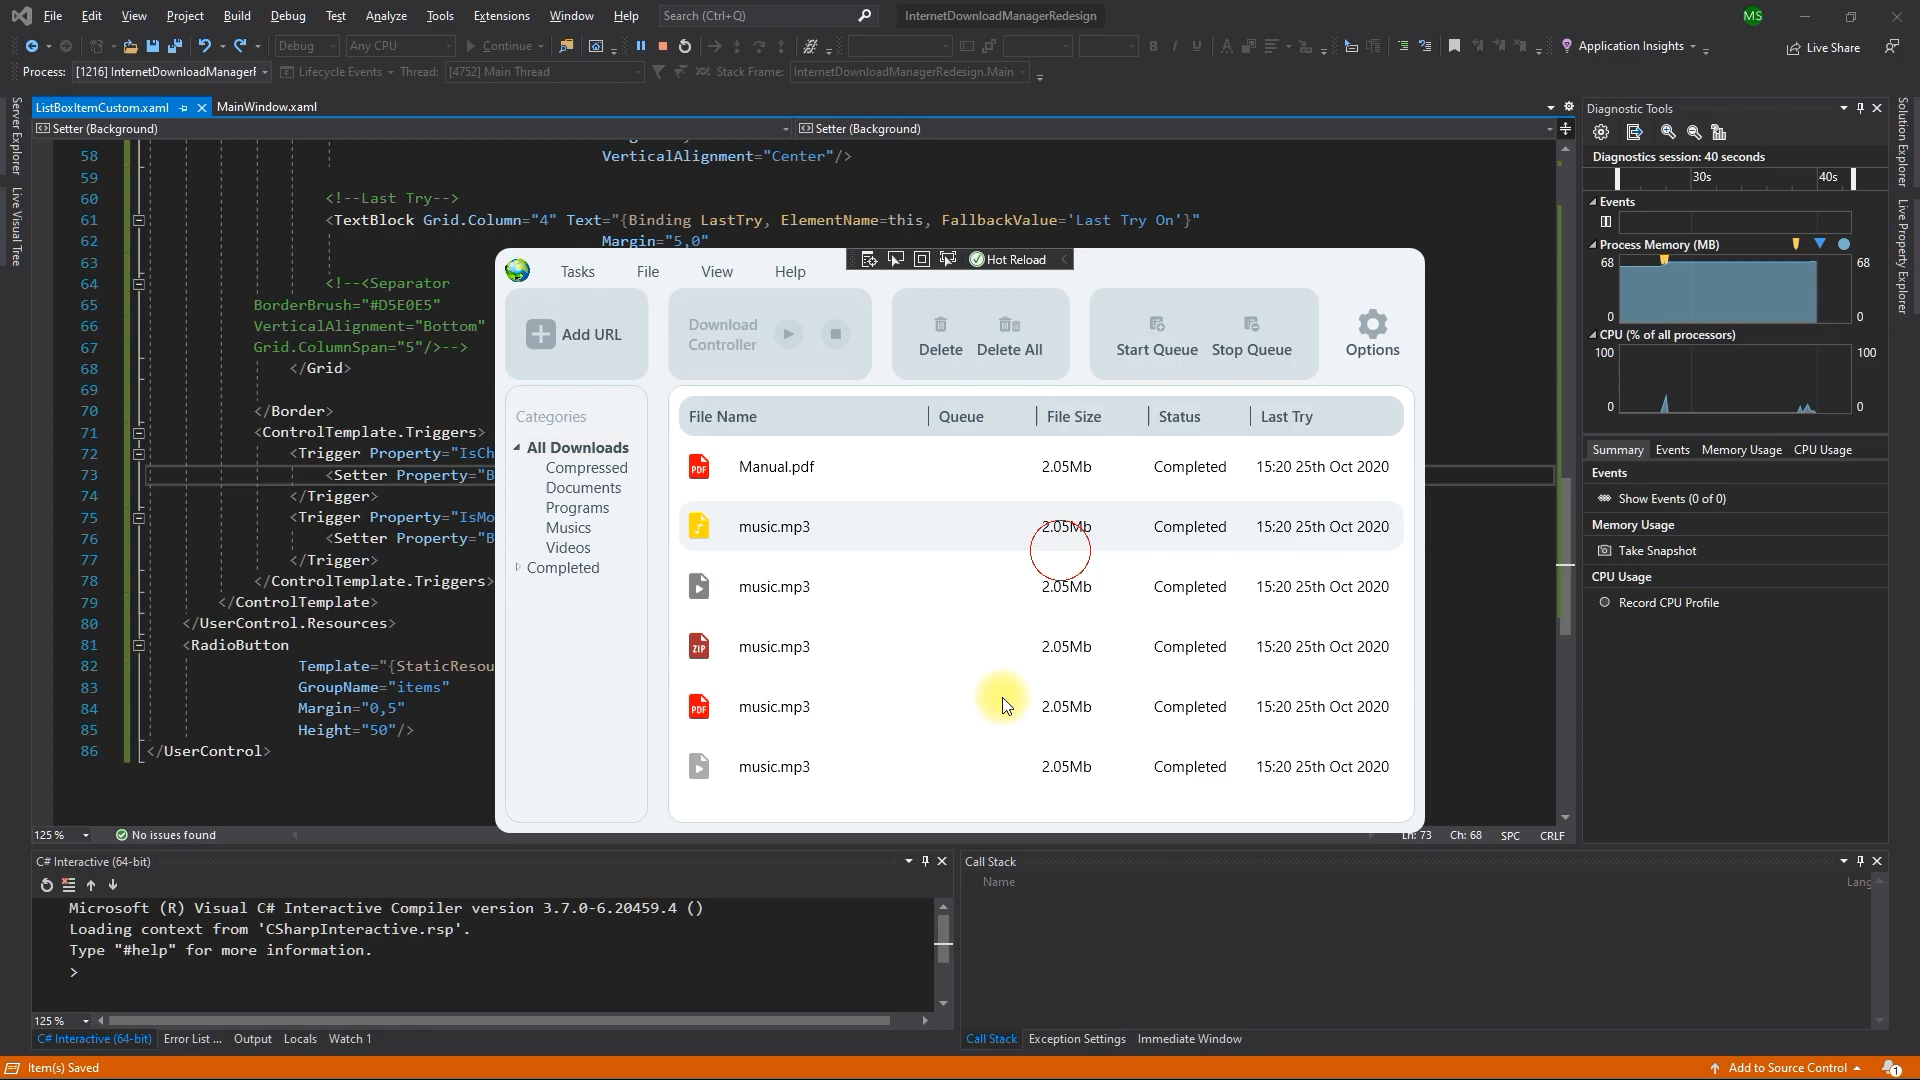 File Edit View Project Build Debug Test Analyze Tools Extensions Window Help Search (Ctrl+Q) InternetDownloadManagerRedesign MS
Debug Any CPU Continue Application Insights Live Share
Process: [1216] InternetDownloadManagerF Lifecycle Events Thread: [4752] Main Thread Stack Frame: InternetDownloadManagerRedesign.Main
Server Explorer
Live Visual Tree
ListBoxItemCustom.xaml MainWindow.xaml
Setter (Background) Setter (Background)
58 VerticalAlignment="Center"/>
59
60 <!--Last Try-->
61 <TextBlock Grid.Column="4" Text="{Binding LastTry, ElementName=this, FallbackValue='Last Try On'}"
62 Margin="5,0"
63
64 <!--<Separator
65 BorderBrush="#D5E0E5"
66 VerticalAlignment="Bottom"
67 Grid.ColumnSpan="5"/>-->
68 </Grid>
69
70 </Border>
71 <ControlTemplate.Triggers>
72 <Trigger Property="IsCh
73 <Setter Property="B
74 </Trigger>
75 <Trigger Property="IsMo
76 <Setter Property="B
77 </Trigger>
78 </ControlTemplate.Triggers>
79 </ControlTemplate>
80 </UserControl.Resources>
81 <RadioButton
82 Template="{StaticResou
83 GroupName="items"
84 Margin="0,5"
85 Height="50"/>
86 </UserControl>
125 % No issues found Ln: 73 Ch: 68 SPC CRLF
Hot Reload
Tasks File View Help
Add URL
Download
Controller
Delete Delete All
Start Queue Stop Queue
Options
Categories
All Downloads
Compressed
Documents
Programs
Musics
Videos
Completed
File Name Queue File Size Status Last Try
PDF Manual.pdf 2.05Mb Completed 15:20 25th Oct 2020
music.mp3 2.05Mb Completed 15:20 25th Oct 2020
music.mp3 2.05Mb Completed 15:20 25th Oct 2020
ZIP music.mp3 2.05Mb Completed 15:20 25th Oct 2020
PDF music.mp3 2.05Mb Completed 15:20 25th Oct 2020
music.mp3 2.05Mb Completed 15:20 25th Oct 2020
Diagnostic Tools
Diagnostics session: 40 seconds
30s 40s
Events
Process Memory (MB)
68 68
0 0
CPU (% of all processors)
100 100
0 0
Summary Events Memory Usage CPU Usage
Events
Show Events (0 of 0)
Memory Usage
Take Snapshot
CPU Usage
Record CPU Profile
Solution Explorer
Live Property Explorer
C# Interactive (64-bit)
Microsoft (R) Visual C# Interactive Compiler version 3.7.0-6.20459.4 ()
Loading context from 'CSharpInteractive.rsp'.
Type "#help" for more information.
>
125 %
C# Interactive (64-bit) Error List ... Output Locals Watch 1
Call Stack
Name Lang
Call Stack Exception Settings Immediate Window
Item(s) Saved Add to Source Control 1